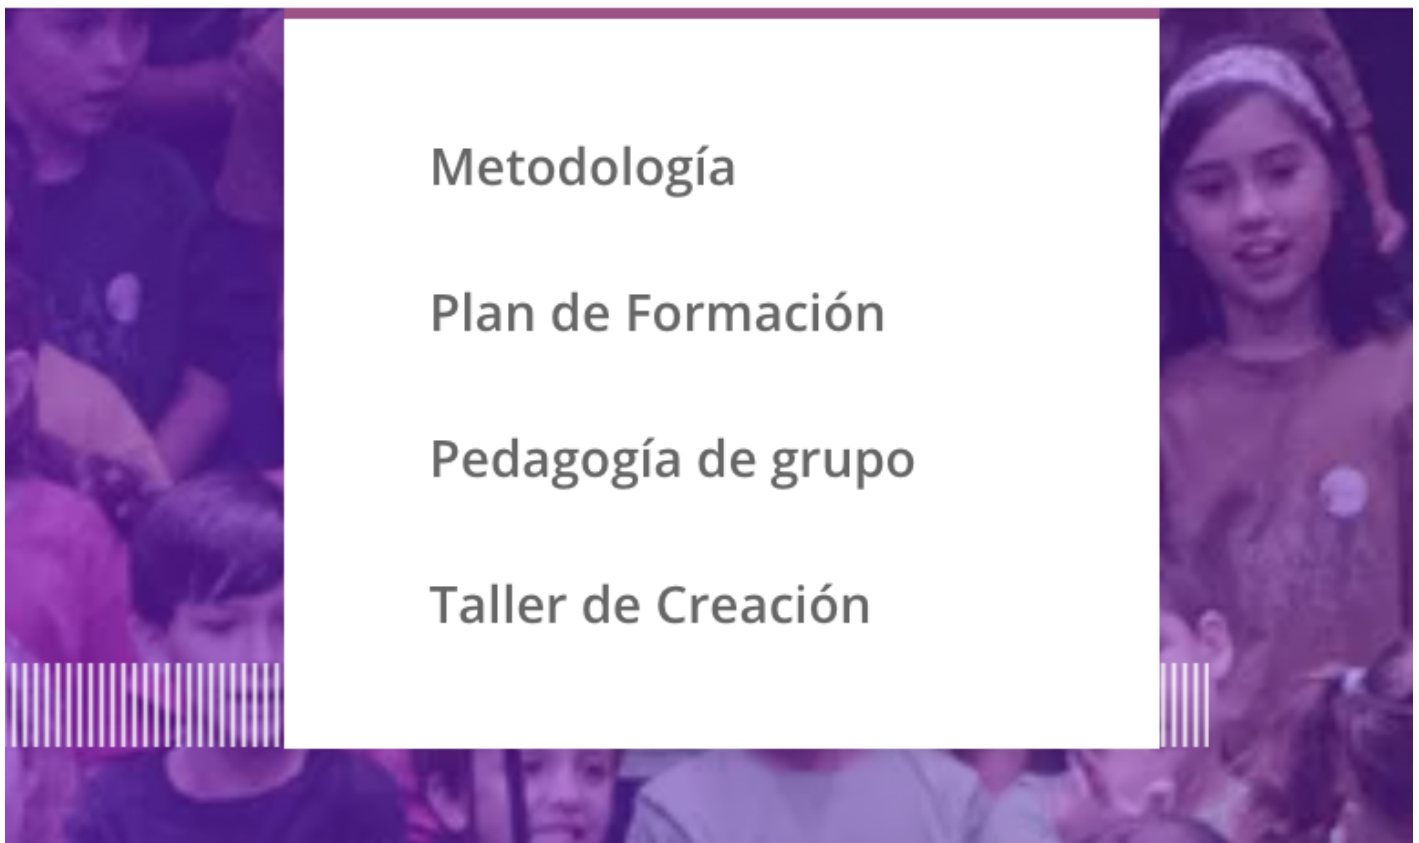 Metodología
Plan de Formación
Pedagogía de grupo
Taller de Creación